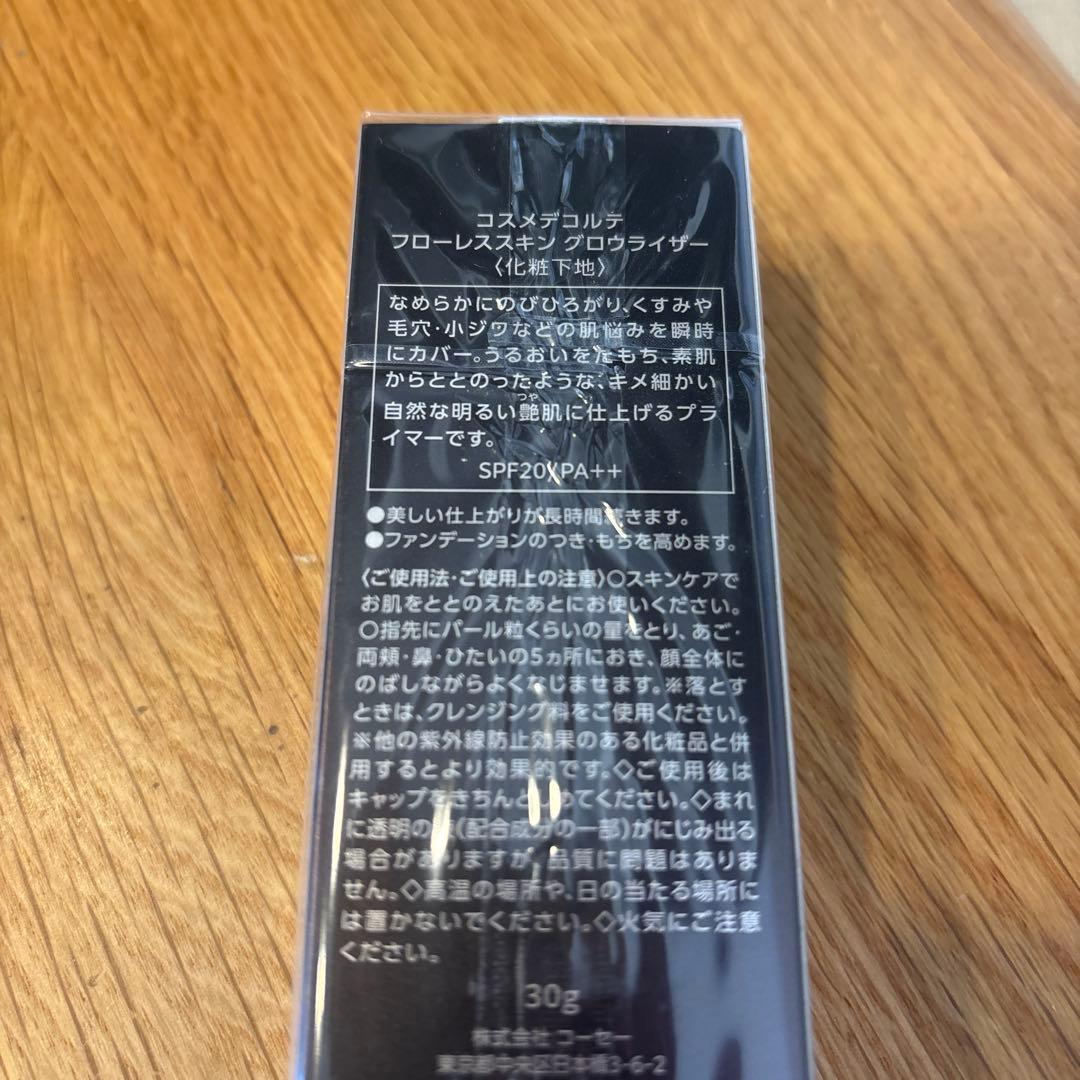 コスメデコルテ
フローレススキン グロウライザー
〈化粧下地〉
なめらかにのびひろがり、くすみや
毛穴・小ジワなどの肌悩みを瞬時
にカバー。うるおいをたもち、素肌
からととのったような、キメ細かい
つや
自然な明るい艶肌に仕上げるプラ
イマーです。
SPF20/PA++
●美しい仕上がりが長時間続きます。
●ファンデーションのつき・もちを高めます。
〈ご使用法・ご使用上の注意〉○スキンケアで
お肌をととのえたあとにお使いください。
○指先にパール粒くらいの量をとり、あご・
両頬・鼻・ひたいの5ヵ所におき、顔全体に
のばしながらよくなじませます。※落とす
ときは、クレンジング料をご使用ください。
※他の紫外線防止効果のある化粧品と併
用するとより効果的です。◇ご使用後は
キャップをきちんとしめてください。◇まれ
に透明の液(配合成分の一部)がにじみ出る
場合がありますが、品質に問題はありま
せん。◇高温の場所や、日の当たる場所に
は置かないでください。◇火気にご注意
ください。
30g
株式会社 コーセー
東京都中央区日本橋3-6-2